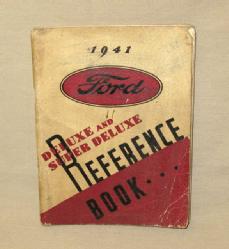 1941
Ford
DELUXE AND
SUPER DELUXE
REFERENCE
BOOK...